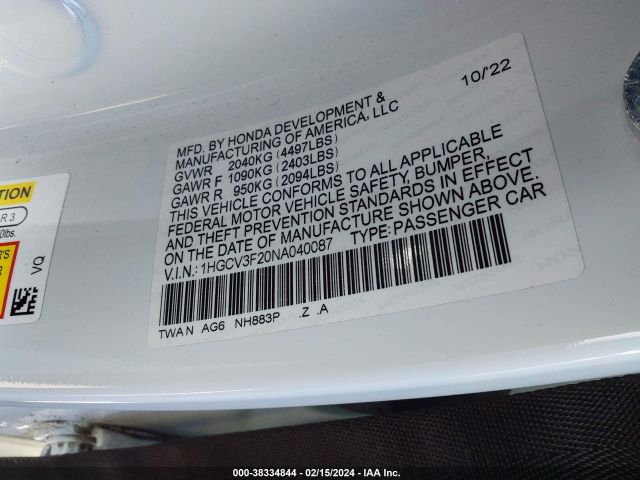 10/'22
MFD. BY HONDA DEVELOPMENT &
MANUFACTURING OF AMERICA, LLC
GVWR 2040KG (4497LBS)
GAWR F 1090KG (2403LBS)
GAWR R 950KG (2094LBS)
THIS VEHICLE CONFORMS TO ALL APPLICABLE
FEDERAL MOTOR VEHICLE SAFETY, BUMPER,
AND THEFT PREVENTION STANDARDS IN EFFECT
ON THE DATE OF MANUFACTURE SHOWN ABOVE.
V.I.N.: 1HGCV3F20NA040087 TYPE: PASSENGER CAR
TWA N AG6 NH883P .Z .A
VQ
000-38334844 - 02/15/2024 - IAA Inc.